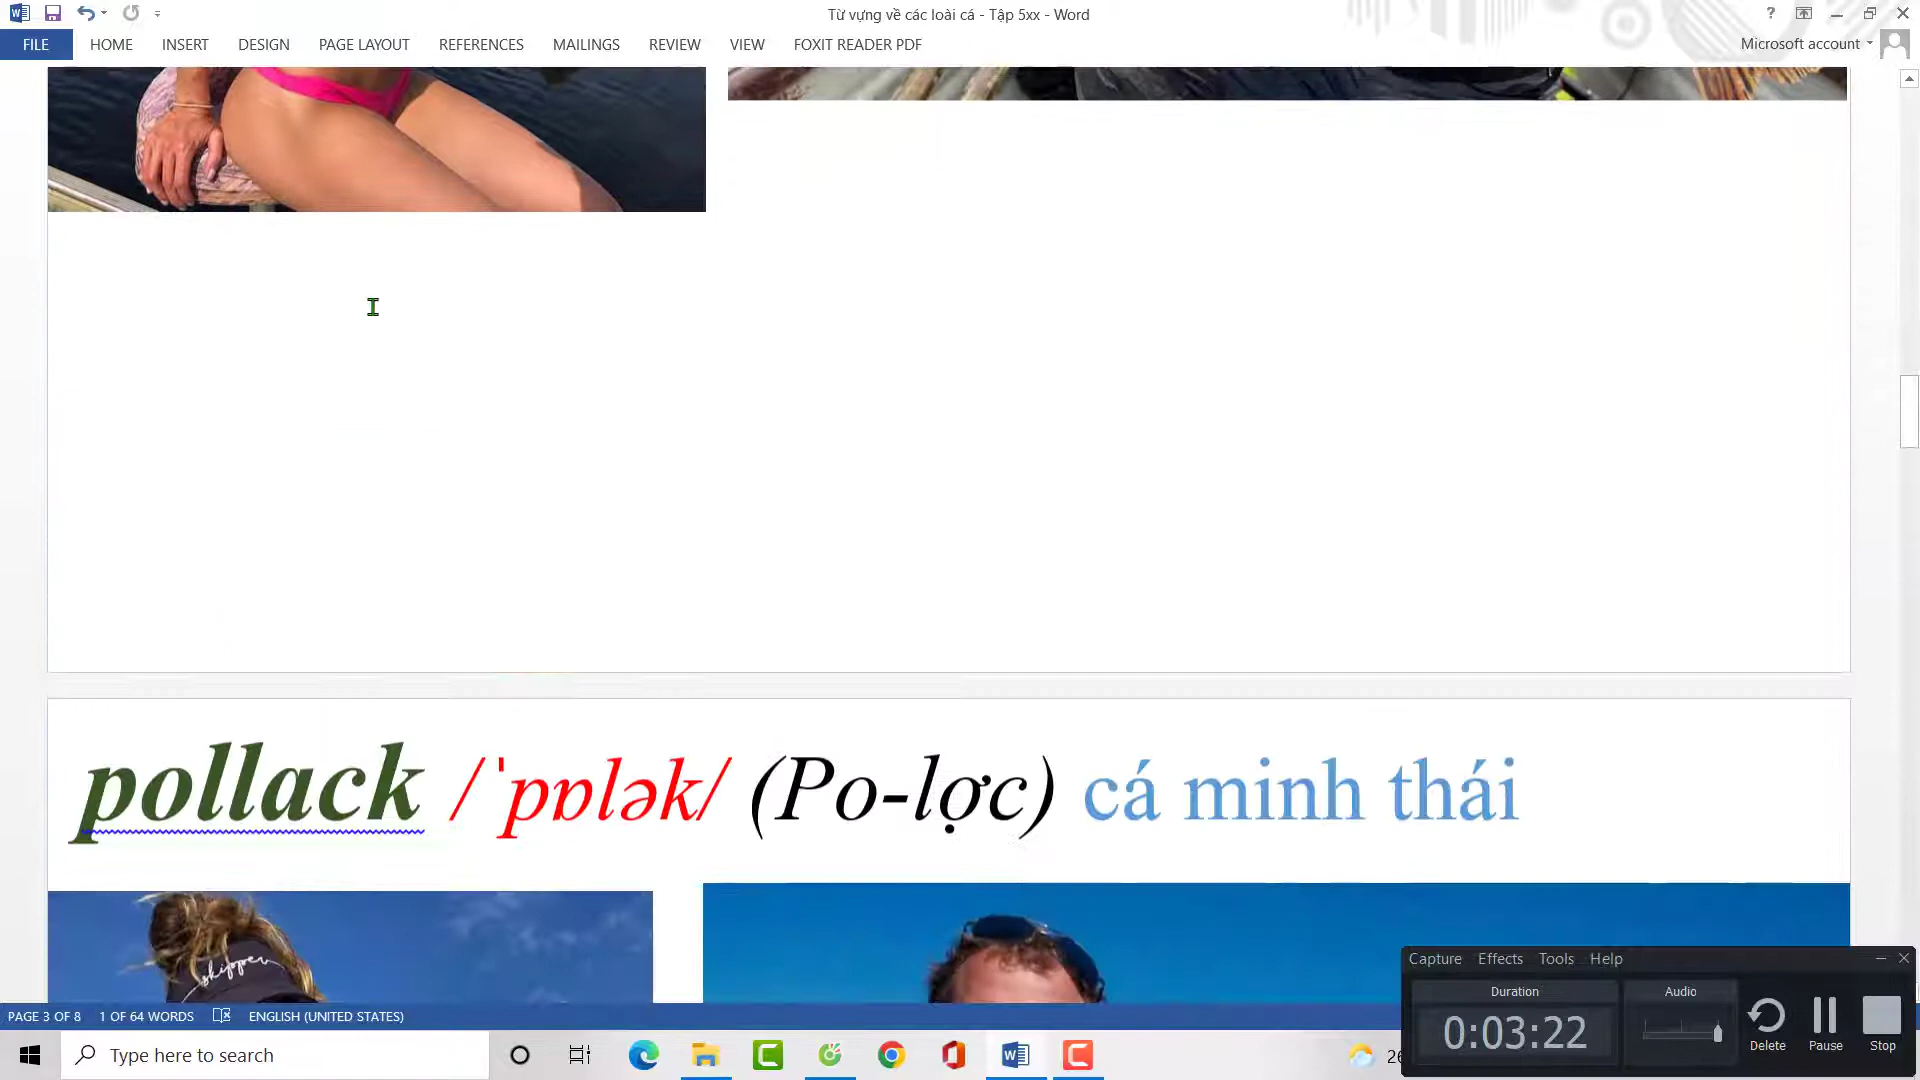 Từ vựng về các loài cá - Tập 5xx - Word
FILE HOME INSERT DESIGN PAGE LAYOUT REFERENCES MAILINGS REVIEW VIEW FOXIT READER PDF Microsoft account
pollack /ˈpɒlək/ (Po-lợc) cá minh thái
skipper
Capture Effects Tools Help
Duration Audio
0:03:22
Delete Pause Stop
PAGE 3 OF 8 1 OF 64 WORDS ENGLISH (UNITED STATES)
Type here to search